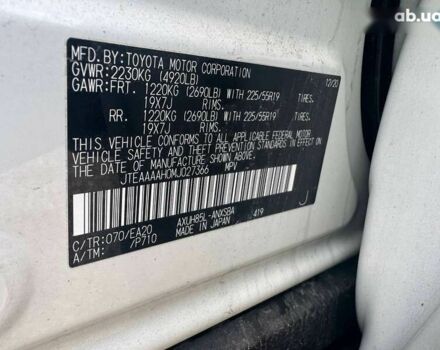 ab.ua
MFD. BY: TOYOTA MOTOR CORPORATION 12/20
GVWR: 2230KG (4920LB)
GAWR: FRT. 1220KG (2690LB) WITH 225/55R19 TIRES,
19X7J RIMS,
RR. 1220KG (2690LB) WITH 225/55R19 TIRES,
19X7J RIMS,
THIS VEHICLE CONFORMS TO ALL APPLICABLE FEDERAL MOTOR
VEHICLE SAFETY AND BUMPER STANDARDS IN EFFECT ON
THE DATE OF MANUFACTURE SHOWN ABOVE.
JTEAAAAH0MJ027366 MPV
AXUH85L-ANXSBA J
C/TR: 070/EA20 MADE IN JAPAN 419
A/TM: 7P710